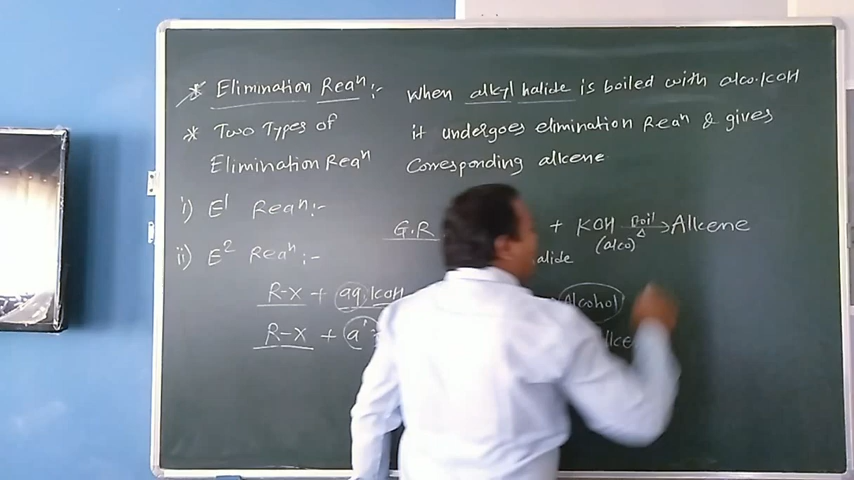 * Elimination Reaⁿ :- When alkyl halide is boiled with alco.KOH
* Two Types of it undergoes elimination Reaⁿ & gives
Elimination Reaⁿ Corresponding alkene
i) E¹ Reaⁿ :-
G.R + KOH Boil → Alkene
Δ
(alco)
ii) E² Reaⁿ :- halide
R-X + aq. KOH Alcohol
R-X +